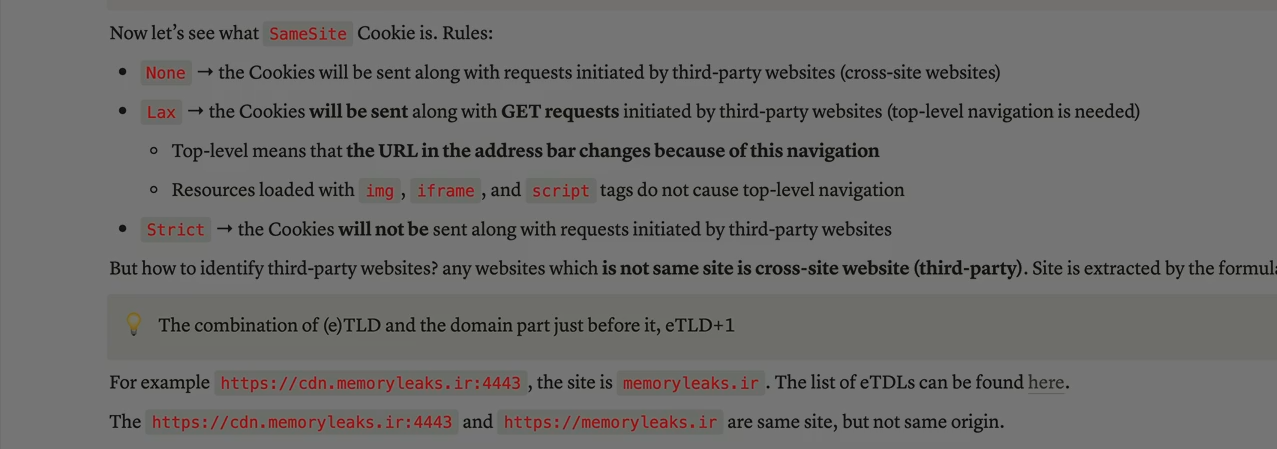 Now let's see what SameSite Cookie is. Rules:
• None → the Cookies will be sent along with requests initiated by third-party websites (cross-site websites)
• Lax → the Cookies will be sent along with GET requests initiated by third-party websites (top-level navigation is needed)
◦ Top-level means that the URL in the address bar changes because of this navigation
◦ Resources loaded with img, iframe, and script tags do not cause top-level navigation
• Strict → the Cookies will not be sent along with requests initiated by third-party websites
But how to identify third-party websites? any websites which is not same site is cross-site website (third-party). Site is extracted by the formula
The combination of (e)TLD and the domain part just before it, eTLD+1
For example https://cdn.memoryleaks.ir:4443, the site is memoryleaks.ir. The list of eTDLs can be found here.
The https://cdn.memoryleaks.ir:4443 and https://memoryleaks.ir are same site, but not same origin.